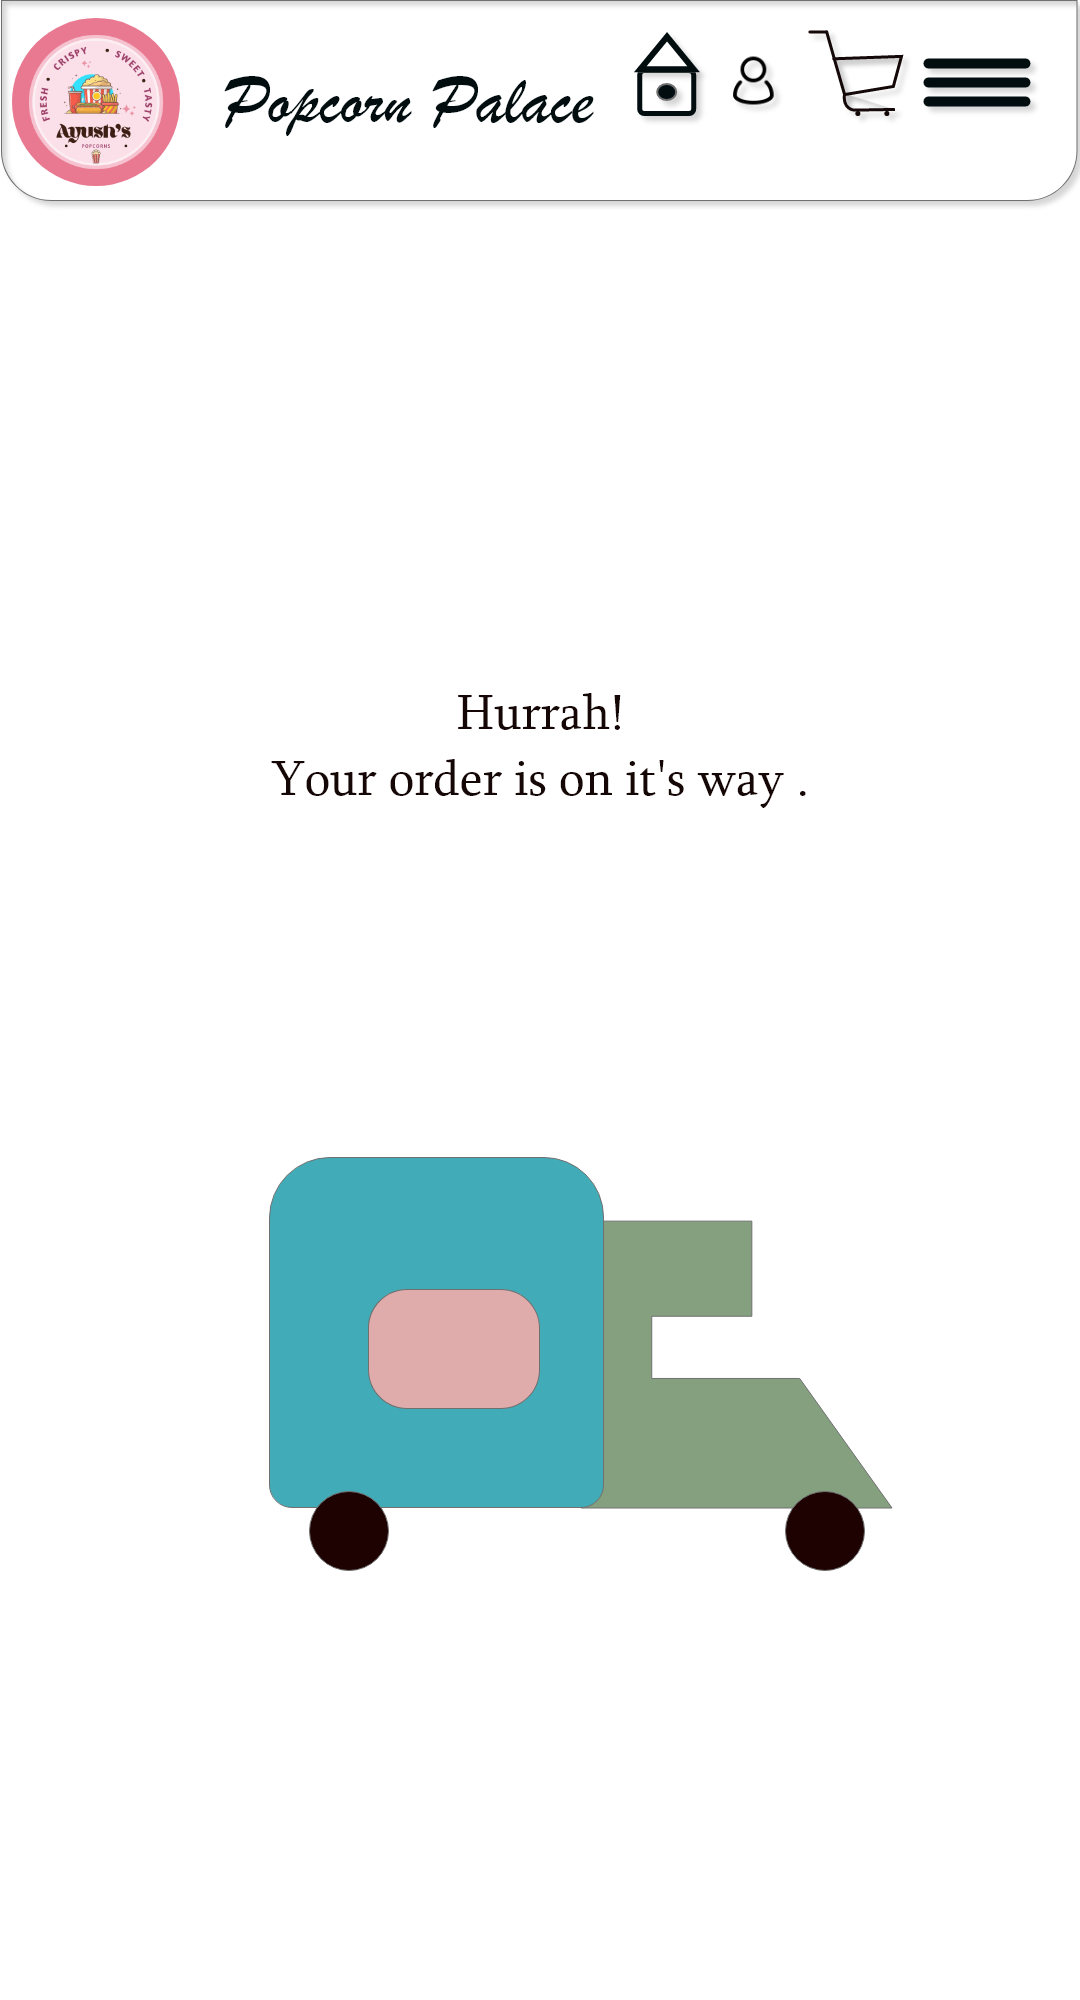 FRESH • CRISPY • SWEET • TASTY
Ayush's
POPCORNS
Popcorn Palace
Hurrah!
Your order is on it's way .